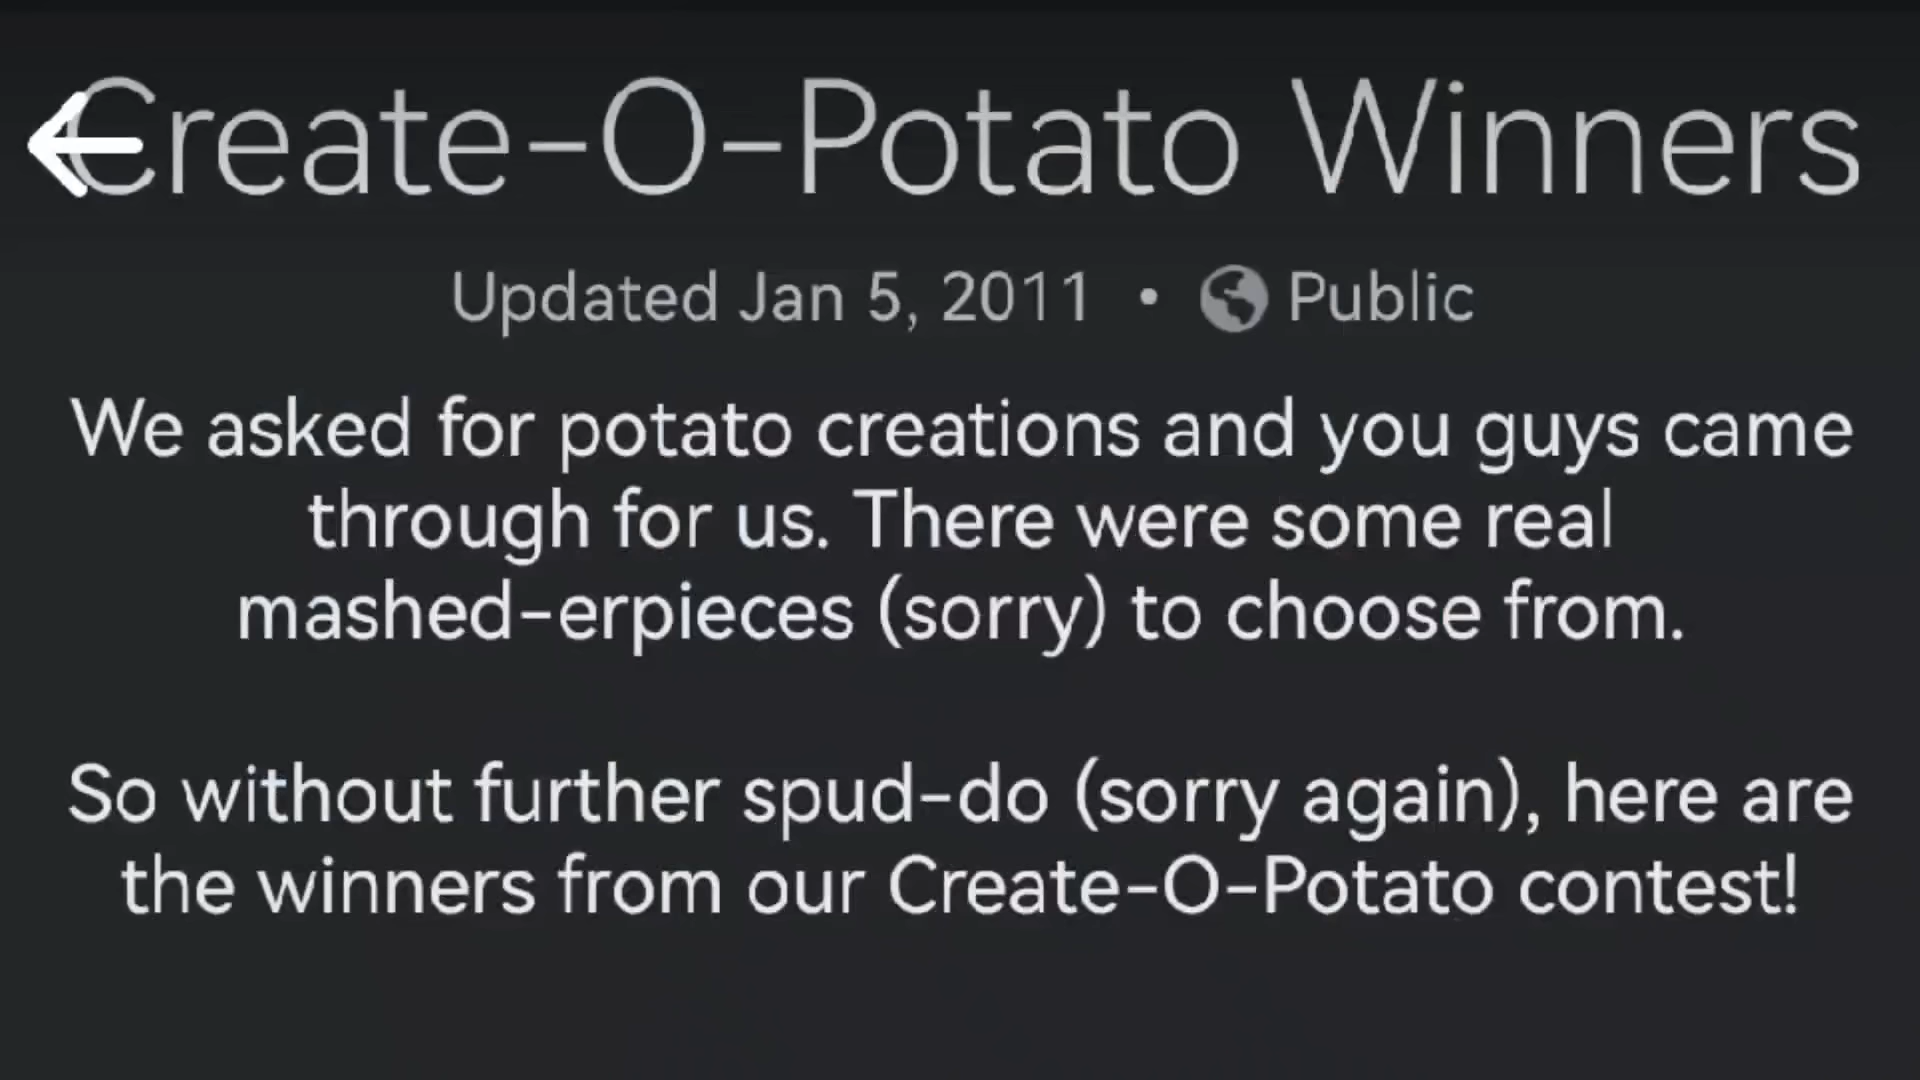 Create-O-Potato Winners
Updated Jan 5, 2011 • Public
We asked for potato creations and you guys came
through for us. There were some real
mashed-erpieces (sorry) to choose from.
So without further spud-do (sorry again), here are
the winners from our Create-O-Potato contest!